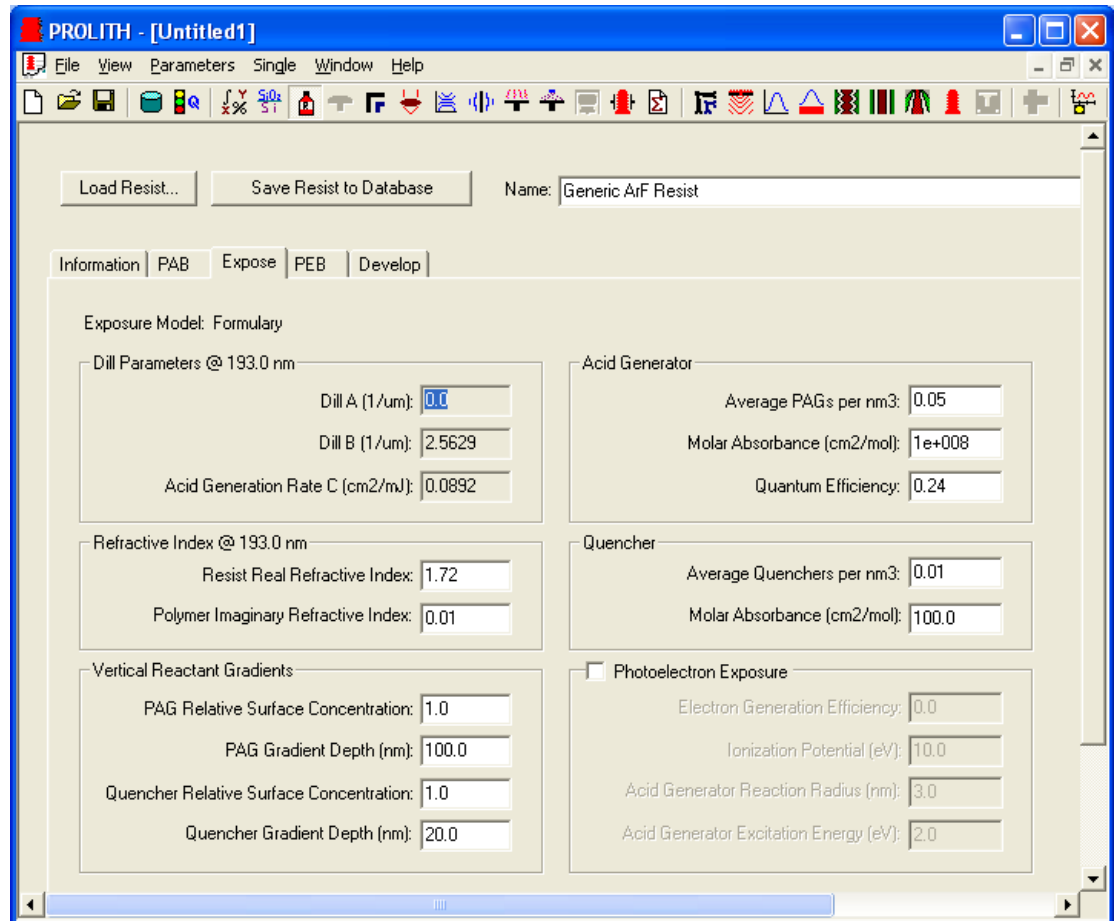 PROLITH - [Untitled1]
File View Parameters Single Window Help
Load Resist... Save Resist to Database Name: Generic ArF Resist
Information PAB Expose PEB Develop
Exposure Model: Formulary
Dill Parameters @ 193.0 nm
Dill A (1/um): 0.0
Dill B (1/um): 2.5629
Acid Generation Rate C (cm2/mJ): 0.0892
Acid Generator
Average PAGs per nm3: 0.05
Molar Absorbance (cm2/mol): 1e+008
Quantum Efficiency: 0.24
Refractive Index @ 193.0 nm
Resist Real Refractive Index: 1.72
Polymer Imaginary Refractive Index: 0.01
Quencher
Average Quenchers per nm3: 0.01
Molar Absorbance (cm2/mol): 100.0
Vertical Reactant Gradients
PAG Relative Surface Concentration: 1.0
PAG Gradient Depth (nm): 100.0
Quencher Relative Surface Concentration: 1.0
Quencher Gradient Depth (nm): 20.0
Photoelectron Exposure
Electron Generation Efficiency: 0.0
Ionization Potential (eV): 10.0
Acid Generator Reaction Radius (nm): 3.0
Acid Generator Excitation Energy (eV): 2.0